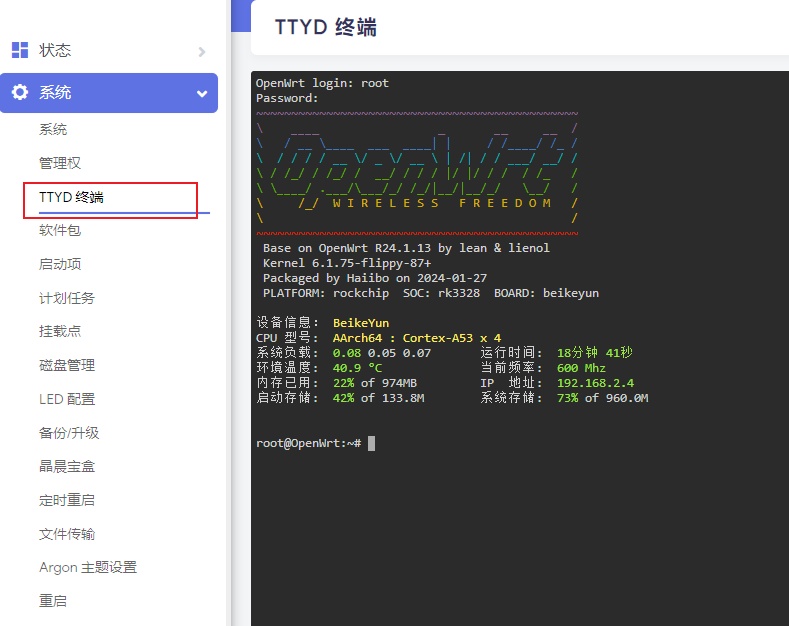 TTYD 终端
状态
系统
系统
管理权
TTYD 终端
软件包
启动项
计划任务
挂载点
磁盘管理
LED 配置
备份/升级
晶晨宝盒
定时重启
文件传输
Argon 主题设置
重启
OpenWrt login: root
Password:
W I R E L E S S   F R E E D O M
Base on OpenWrt R24.1.13 by lean & lienol
Kernel 6.1.75-flippy-87+
Packaged by Haiibo on 2024-01-27
PLATFORM: rockchip  SOC: rk3328  BOARD: beikeyun
设备信息:  BeikeYun
CPU 型号:  AArch64 : Cortex-A53 x 4
系统负载:  0.08 0.05 0.07  运行时间:  18分钟 41秒
环境温度:  40.9 °C  当前频率:  600 Mhz
内存已用:  22% of 974MB  IP  地址:  192.168.2.4
启动存储:  42% of 133.8M  系统存储:  73% of 960.0M
root@OpenWrt:~#